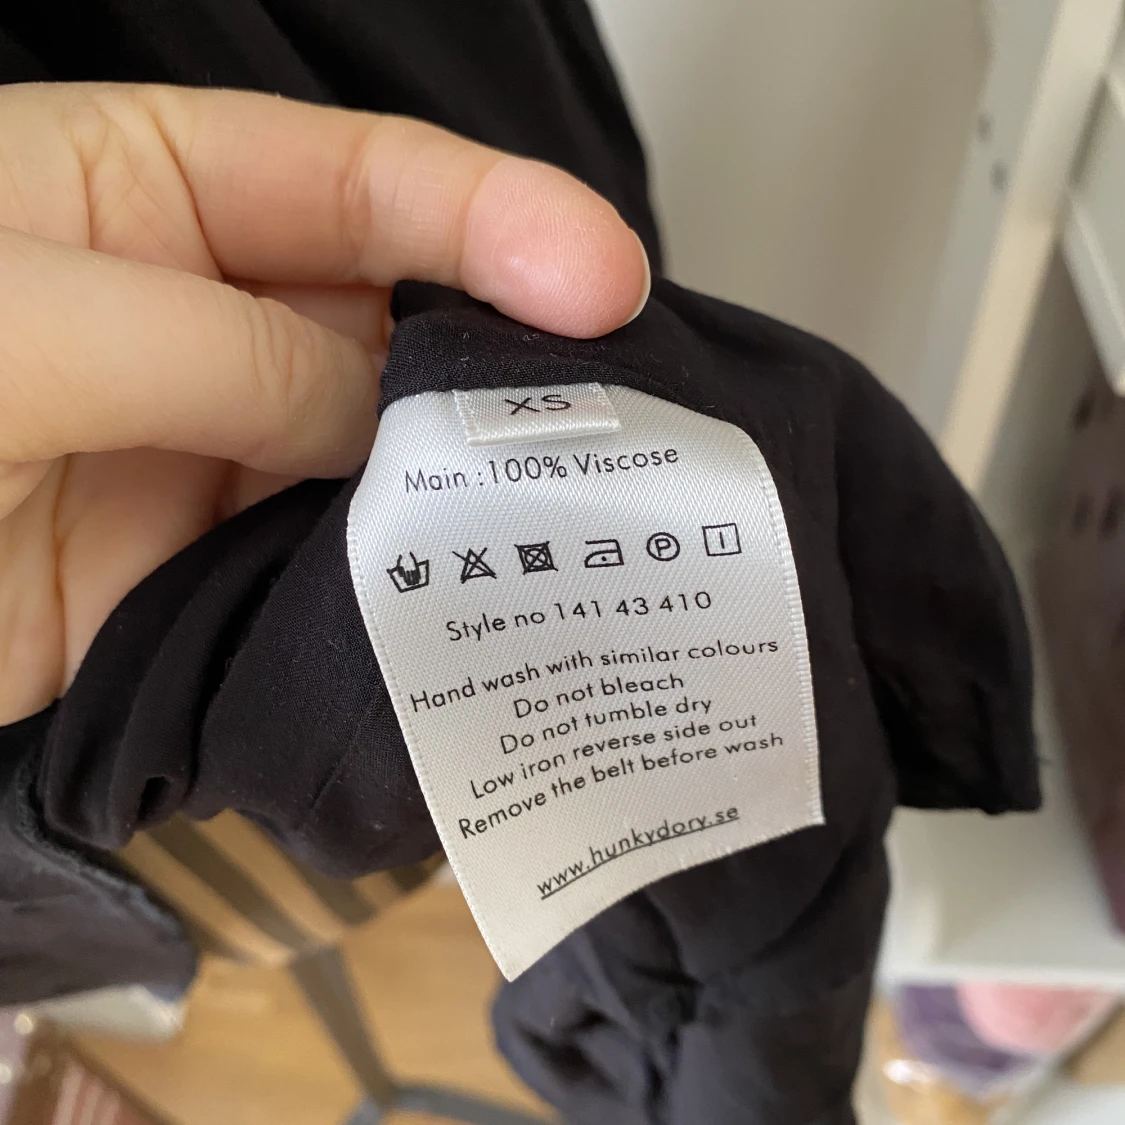 XS
Main :100% Viscose
P
Style no 141 43 410
Hand wash with similar colours
Do not bleach
Do not tumble dry
Low iron reverse side out
Remove the belt before wash
www.hunkydory.se